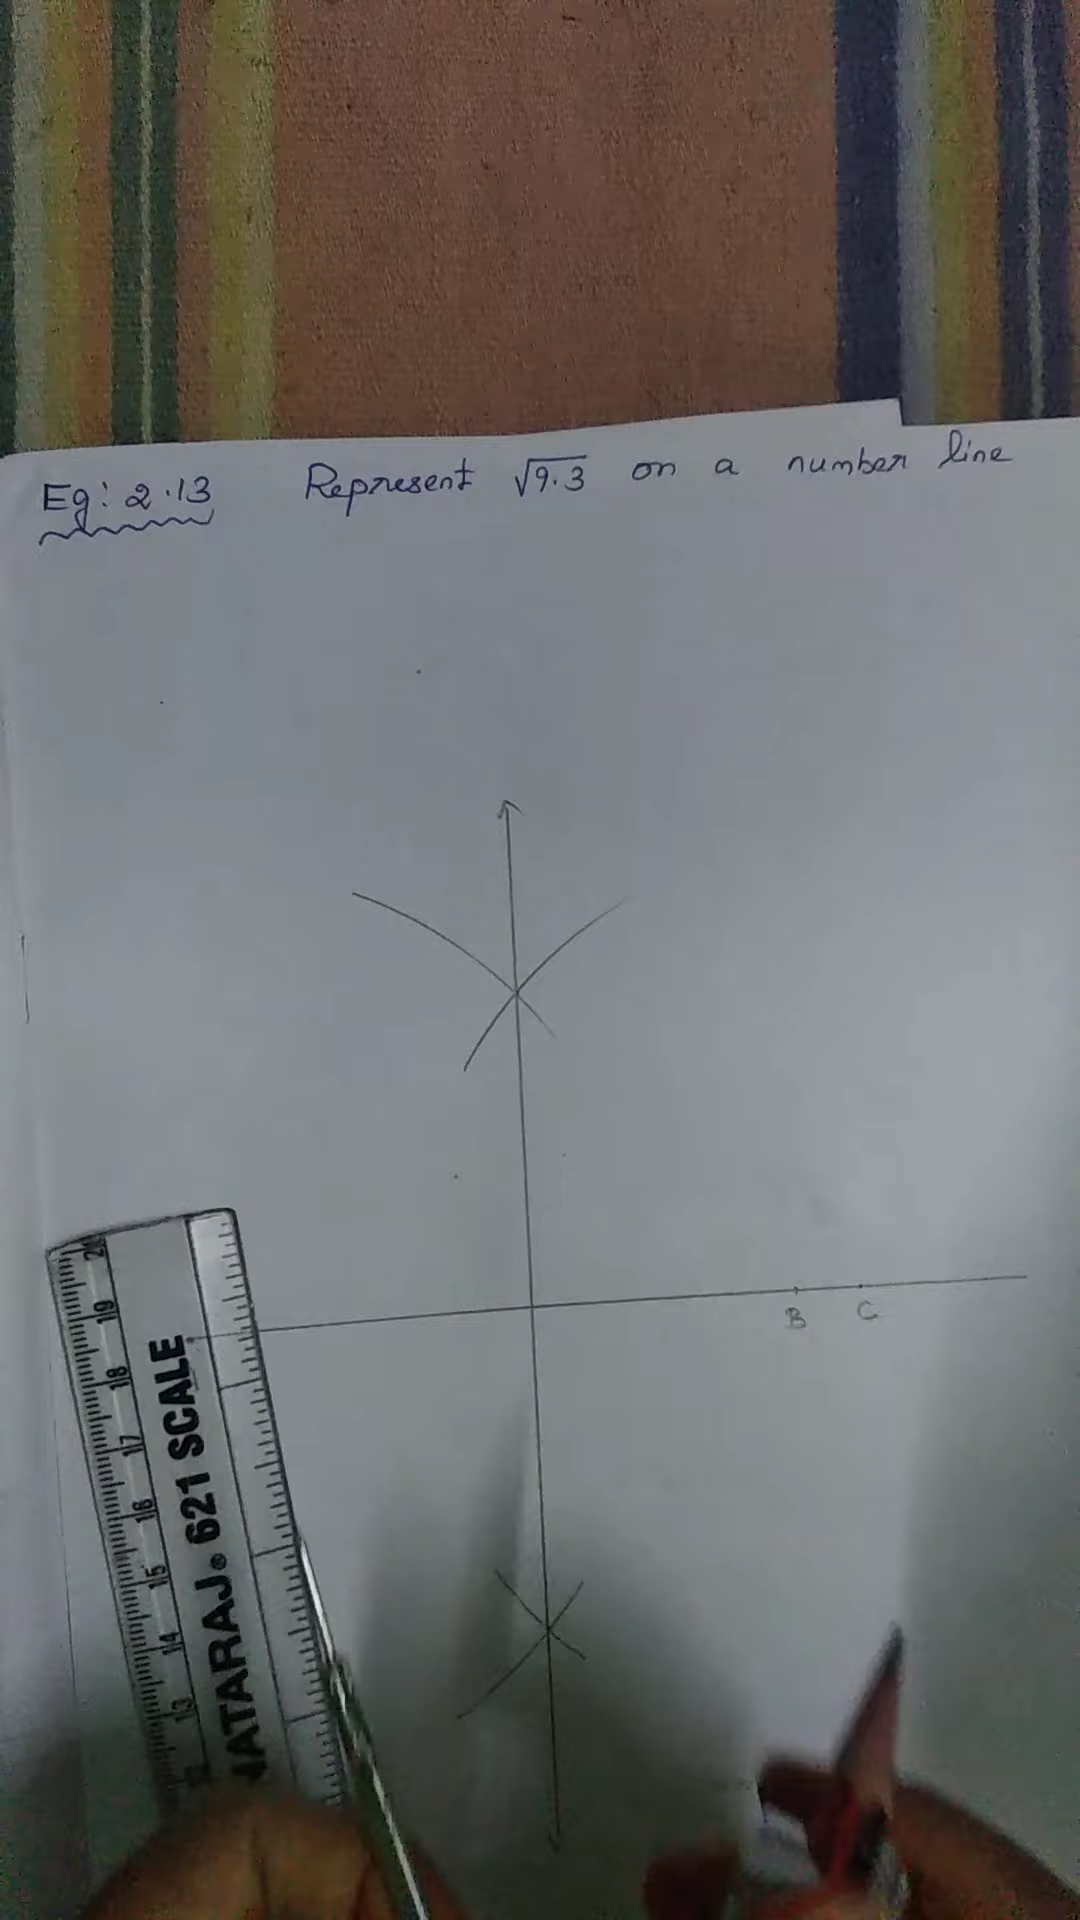 Eg: 2.13 Represent √9.3 on a number line
B C
NATARAJ® 621 SCALE
20 19 18 17 16 15 14 13 12